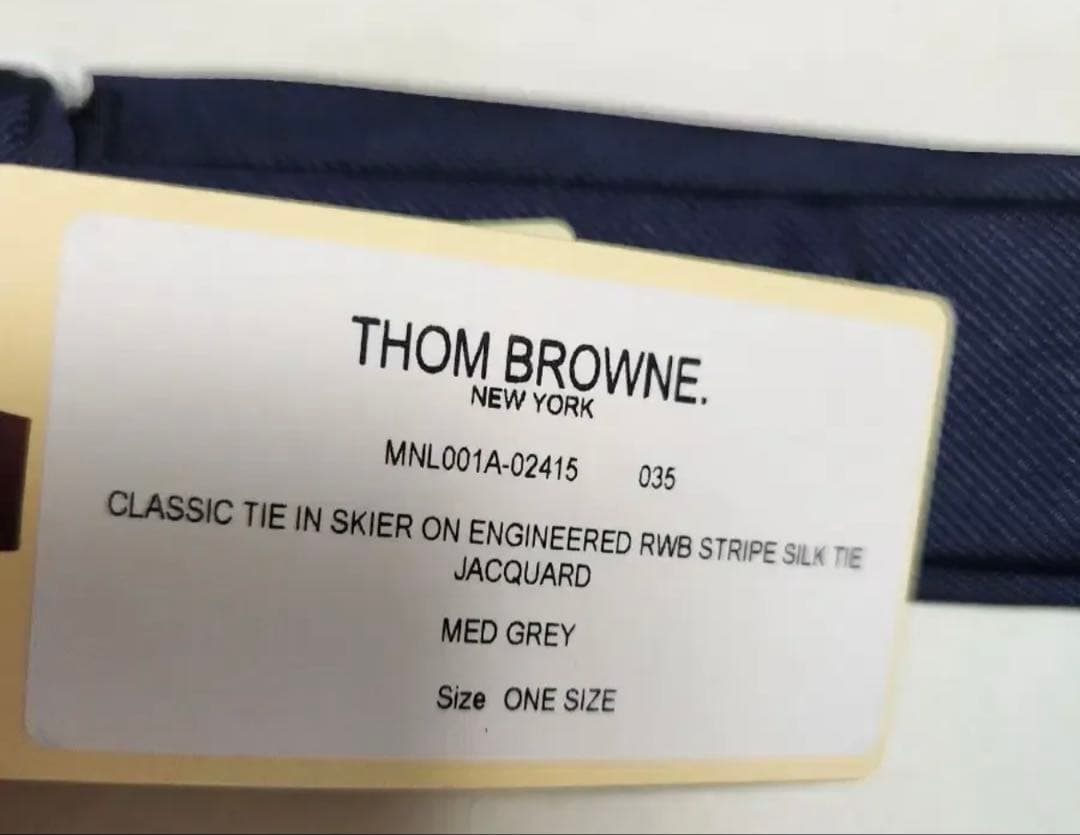 THOM BROWNE.
NEW YORK
MNL001A-02415 035
CLASSIC TIE IN SKIER ON ENGINEERED RWB STRIPE SILK TIE
JACQUARD
MED GREY
Size ONE SIZE